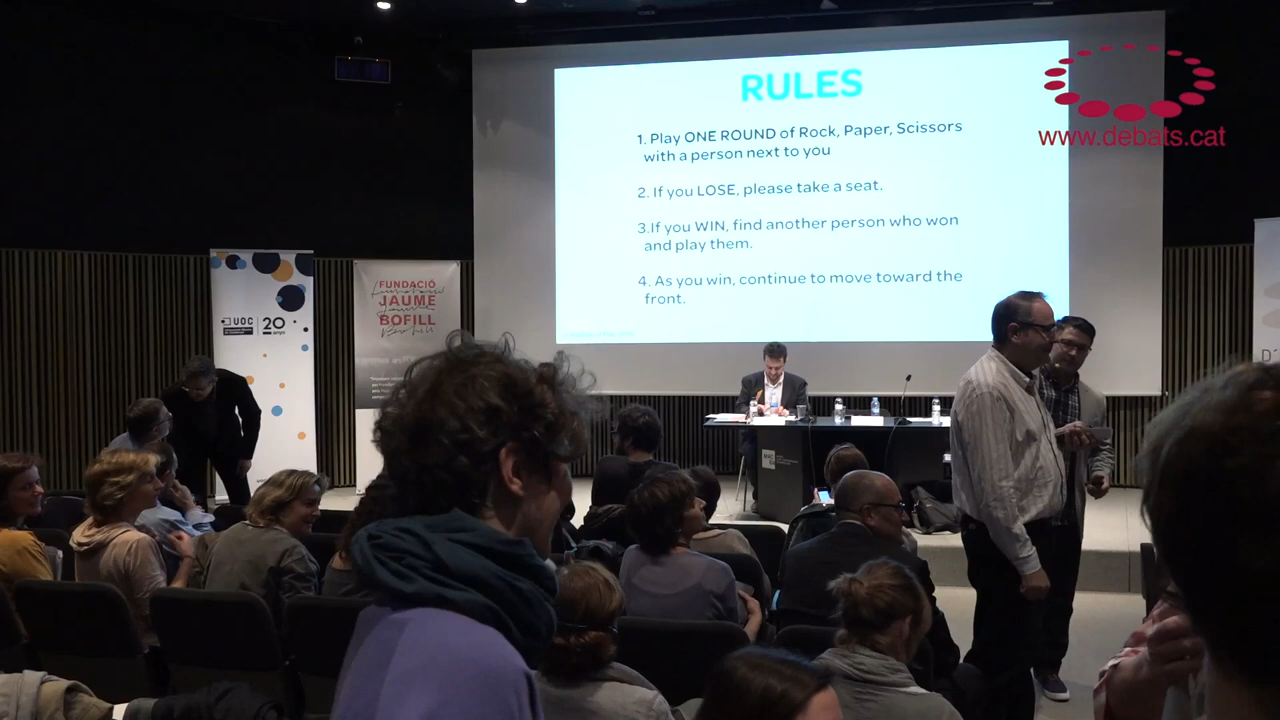 RULES
1. Play ONE ROUND of Rock, Paper, Scissors
with a person next to you
2. If you LOSE, please take a seat.
3.If you WIN, find another person who won
and play them.
4. As you win, continue to move toward the
front.
www.debats.cat
UOC
20
anys
FUNDACIÓ
JAUME
BOFILL